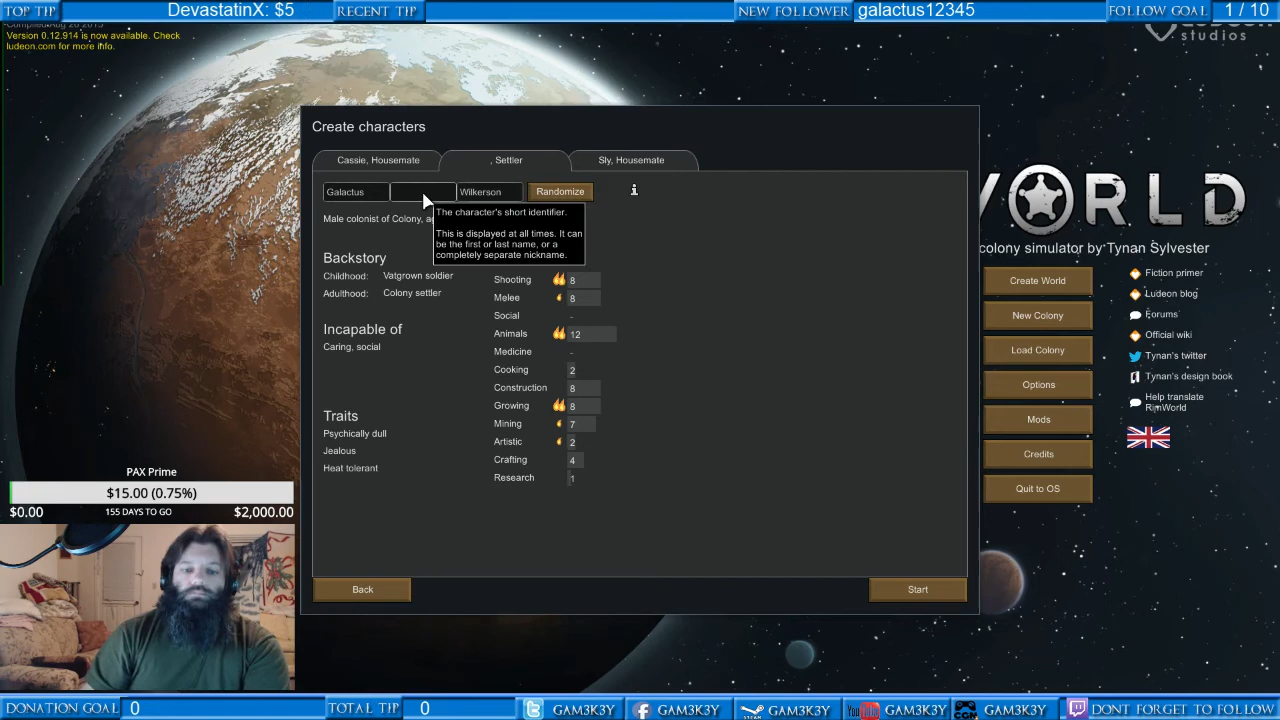 TOP TIP
DevastatinX: $5
RECENT TIP
NEW FOLLOWER
galactus12345
FOLLOW GOAL
1 / 10
Version 0.12.914 is now available. Check
ludeon.com for more info.
studios
Create characters
Cassie, Housemate
, Settler
Sly, Housemate
Galactus
Wilkerson
Randomize
The character's short identifier.
This is displayed at all times. It can
be the first or last name, or a
completely separate nickname.
Male colonist of Colony,
Backstory
Childhood: Vatgrown soldier
Adulthood: Colony settler
Incapable of
Caring, social
Traits
Psychically dull
Jealous
Heat tolerant
Shooting 8
Melee 8
Social -
Animals 12
Medicine -
Cooking 2
Construction 8
Growing 8
Mining 7
Artistic 2
Crafting 4
Research 1
Back
Start
WORLD
colony simulator by Tynan Sylvester
Create World
New Colony
Load Colony
Options
Mods
Credits
Quit to OS
Fiction primer
Ludeon blog
Forums
Official wiki
Tynan's twitter
Tynan's design book
Help translate
RimWorld
PAX Prime
$15.00 (0.75%)
$0.00
155 DAYS TO GO
$2,000.00
DONATION GOAL
0
TOTAL TIP
0
GAM3K3Y
GAM3K3Y
STEAM
GAM3K3Y
You
GAM3K3Y
GAM3K3Y
DONT FORGET TO FOLLOW